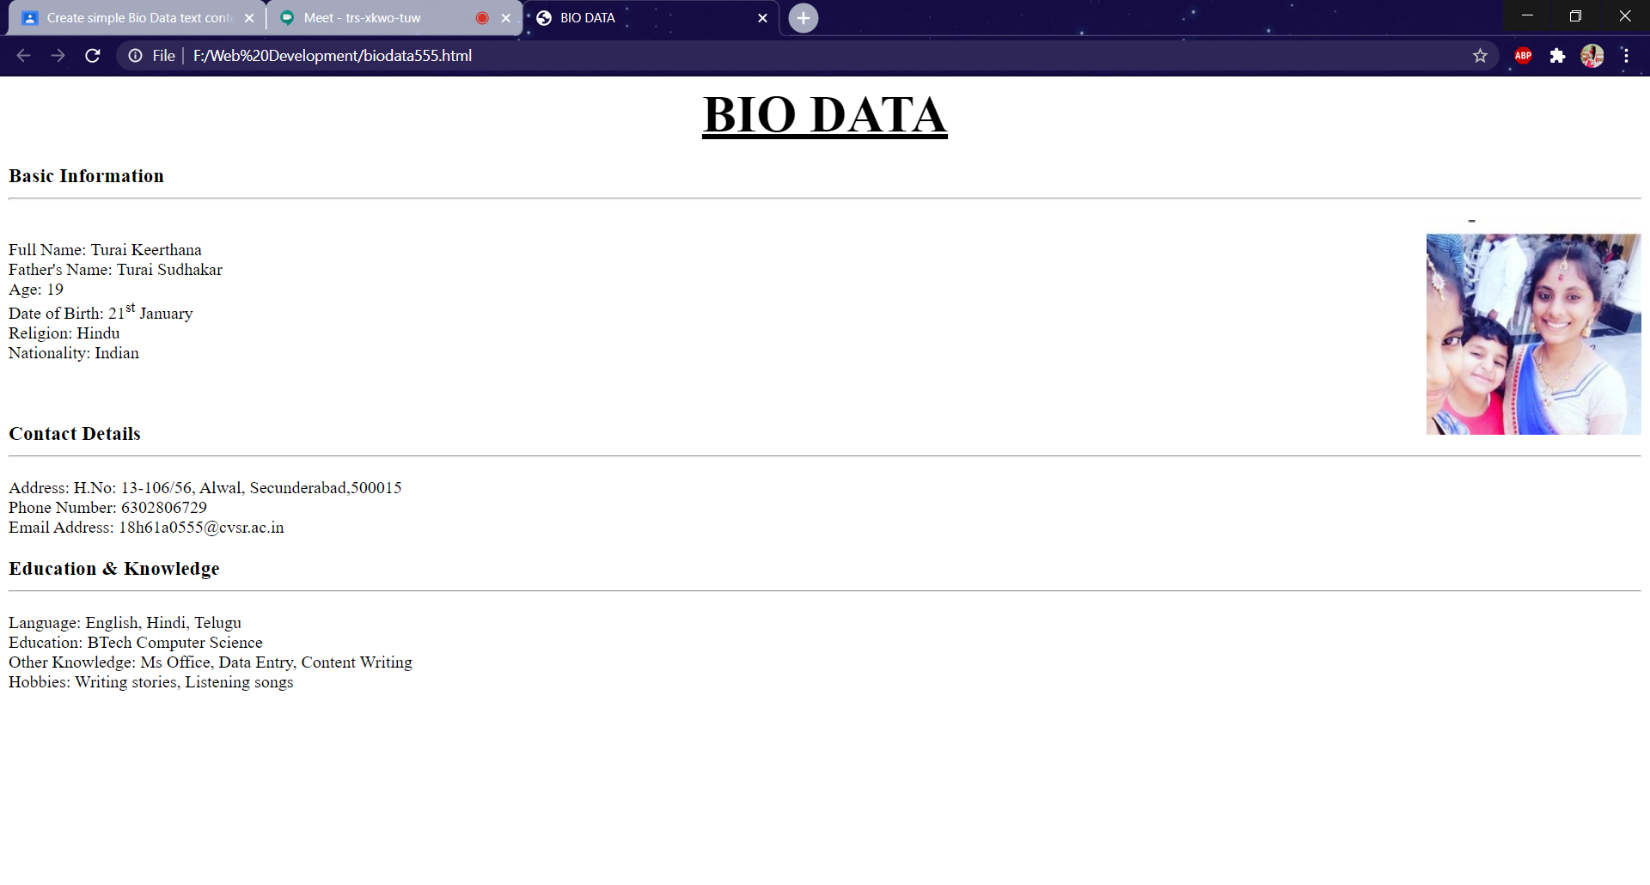 Create simple Bio Data text cont
Meet - trs-xkwo-tuw
BIO DATA
File | F:/Web%20Development/biodata555.html
ABP
BIO DATA
Basic Information
Full Name: Turai Keerthana
Father's Name: Turai Sudhakar
Age: 19
Date of Birth: 21st January
Religion: Hindu
Nationality: Indian
Contact Details
Address: H.No: 13-106/56, Alwal, Secunderabad,500015
Phone Number: 6302806729
Email Address: 18h61a0555@cvsr.ac.in
Education & Knowledge
Language: English, Hindi, Telugu
Education: BTech Computer Science
Other Knowledge: Ms Office, Data Entry, Content Writing
Hobbies: Writing stories, Listening songs